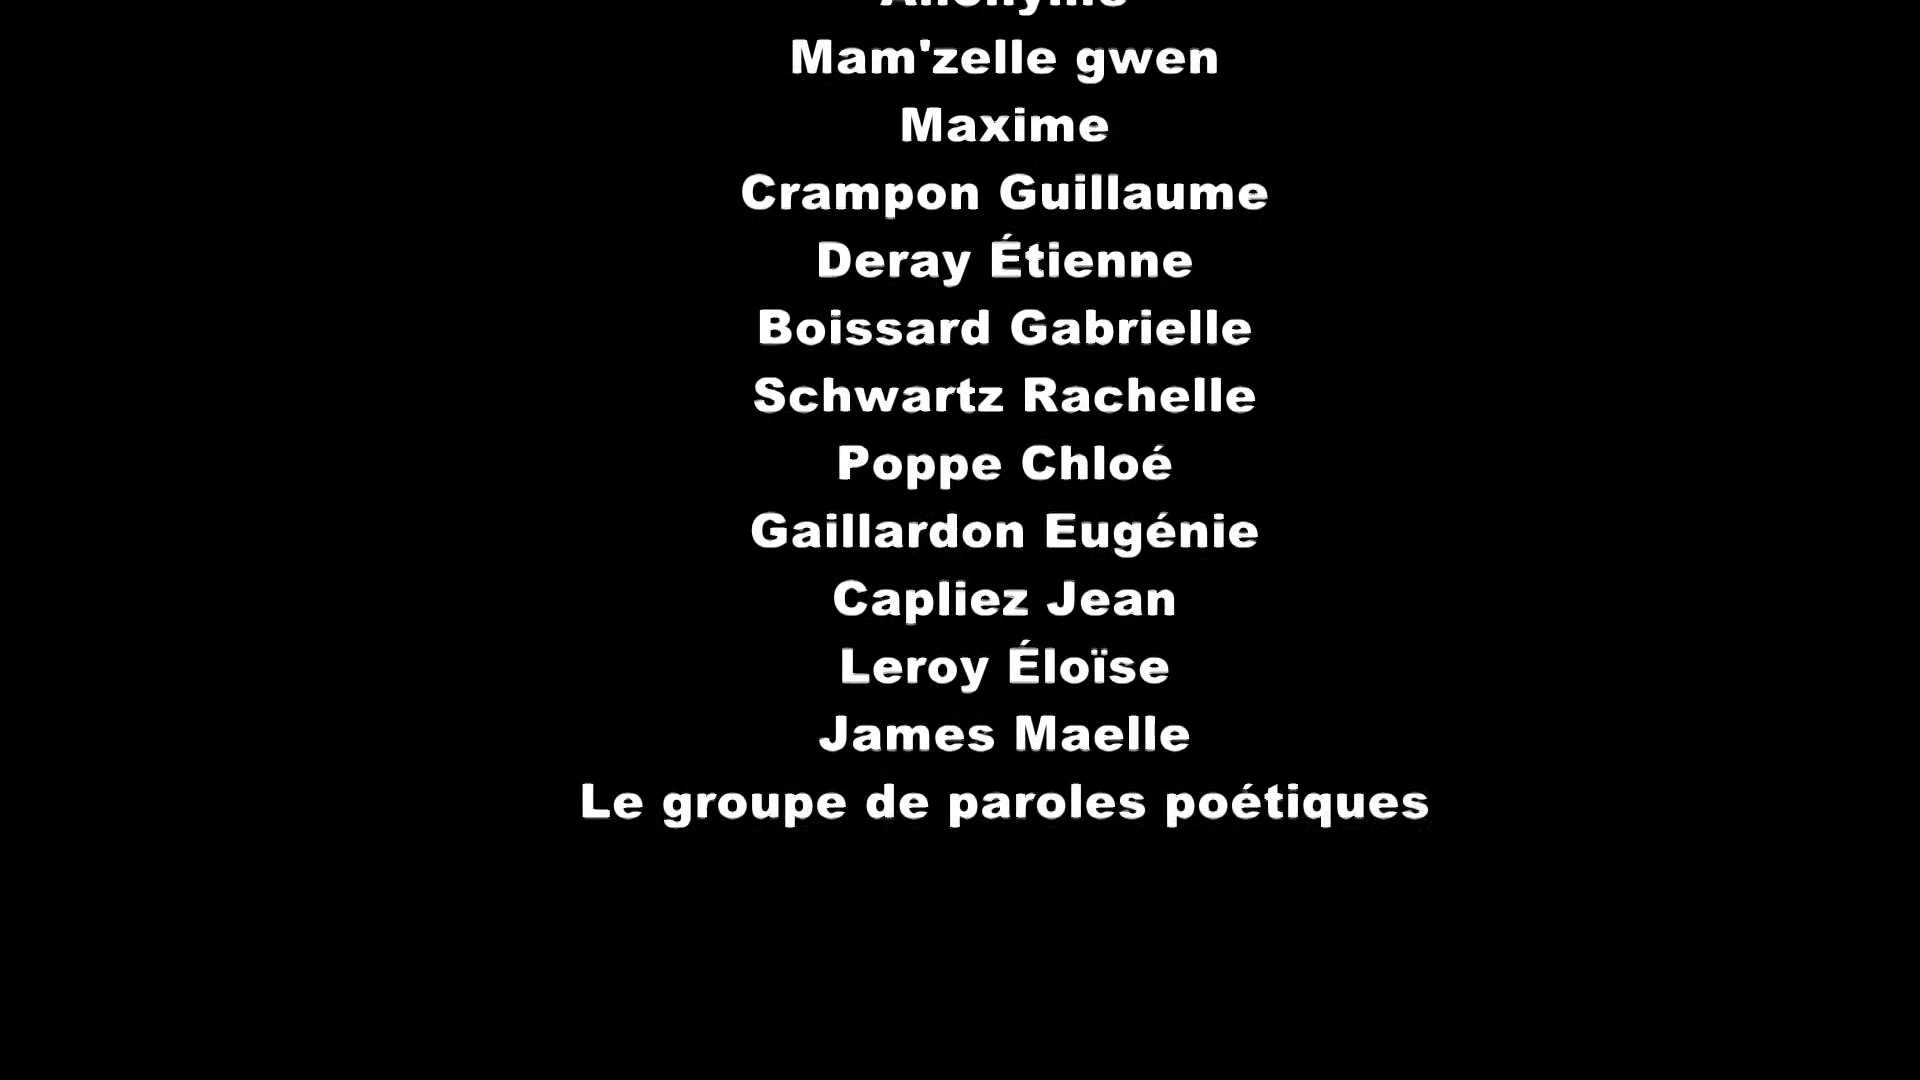 Anonyme
Mam'zelle gwen
Maxime
Crampon Guillaume
Deray Étienne
Boissard Gabrielle
Schwartz Rachelle
Poppe Chloé
Gaillardon Eugénie
Capliez Jean
Leroy Éloïse
James Maelle
Le groupe de paroles poétiques